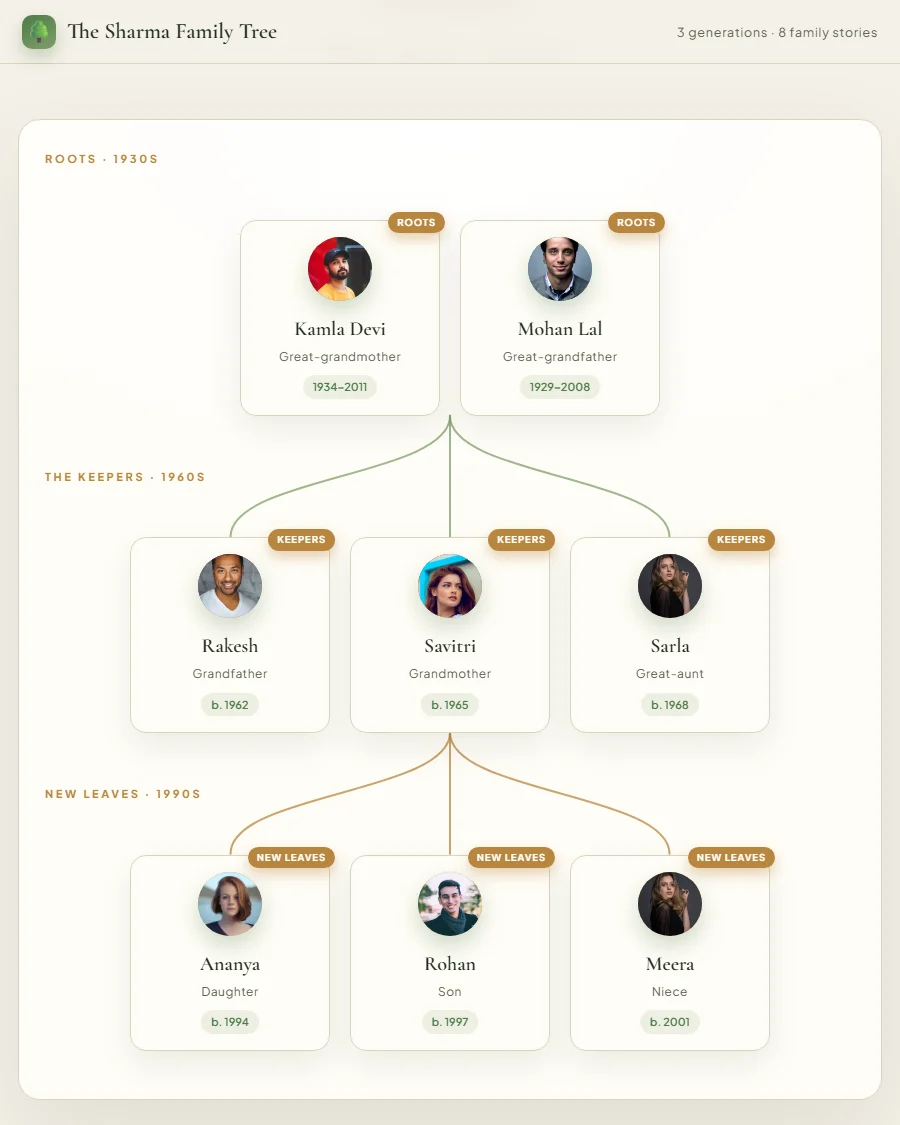 The Sharma Family Tree
3 generations · 8 family stories
ROOTS · 1930S
ROOTS
ROOTS
Kamla Devi
Mohan Lal
Great-grandmother
Great-grandfather
1934–2011
1929–2008
THE KEEPERS · 1960S
KEEPERS
KEEPERS
KEEPERS
Rakesh
Savitri
Sarla
Grandfather
Grandmother
Great-aunt
b. 1962
b. 1965
b. 1968
NEW LEAVES · 1990S
NEW LEAVES
NEW LEAVES
NEW LEAVES
Ananya
Rohan
Meera
Daughter
Son
Niece
b. 1994
b. 1997
b. 2001